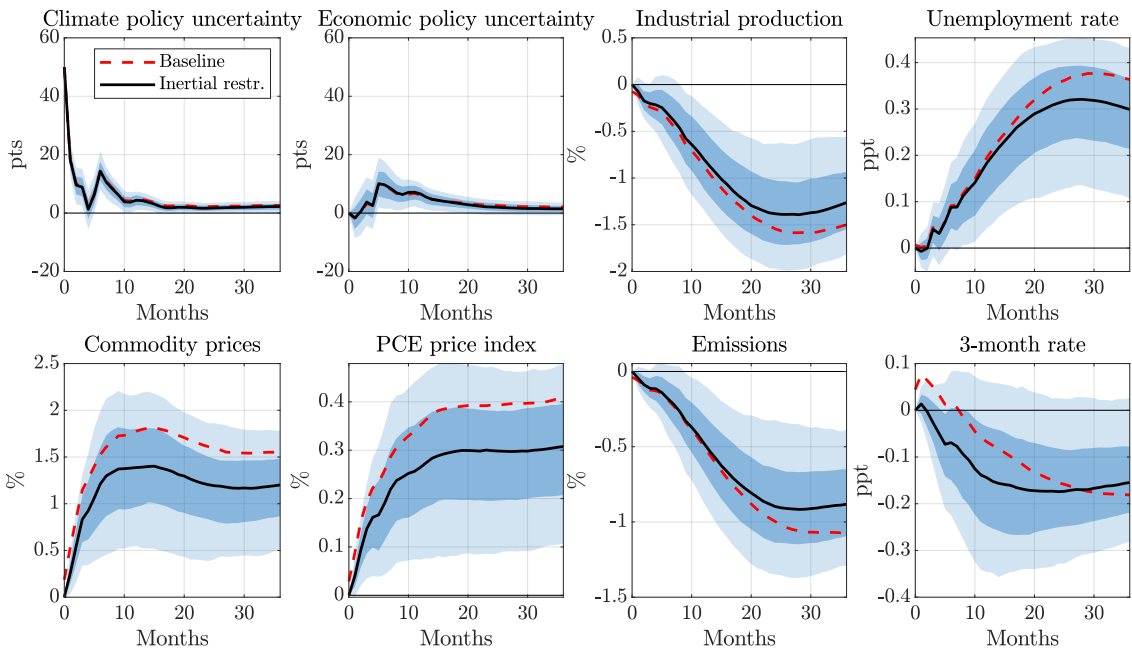 Climate policy uncertainty
60
40
20
0
-20
pts
0 10 20 30
Months
Baseline
Inertial restr.
Economic policy uncertainty
60
40
20
0
-20
pts
0 10 20 30
Months
Industrial production
0.5
0
-0.5
-1
-1.5
-2
%
0 10 20 30
Months
Unemployment rate
0.4
0.3
0.2
0.1
0
ppt
0 10 20 30
Months
Commodity prices
2.5
2
1.5
1
0.5
0
%
0 10 20 30
Months
PCE price index
0.4
0.3
0.2
0.1
0
%
0 10 20 30
Months
Emissions
0
-0.5
-1
-1.5
%
0 10 20 30
Months
3-month rate
0.1
0
-0.1
-0.2
-0.3
-0.4
ppt
0 10 20 30
Months